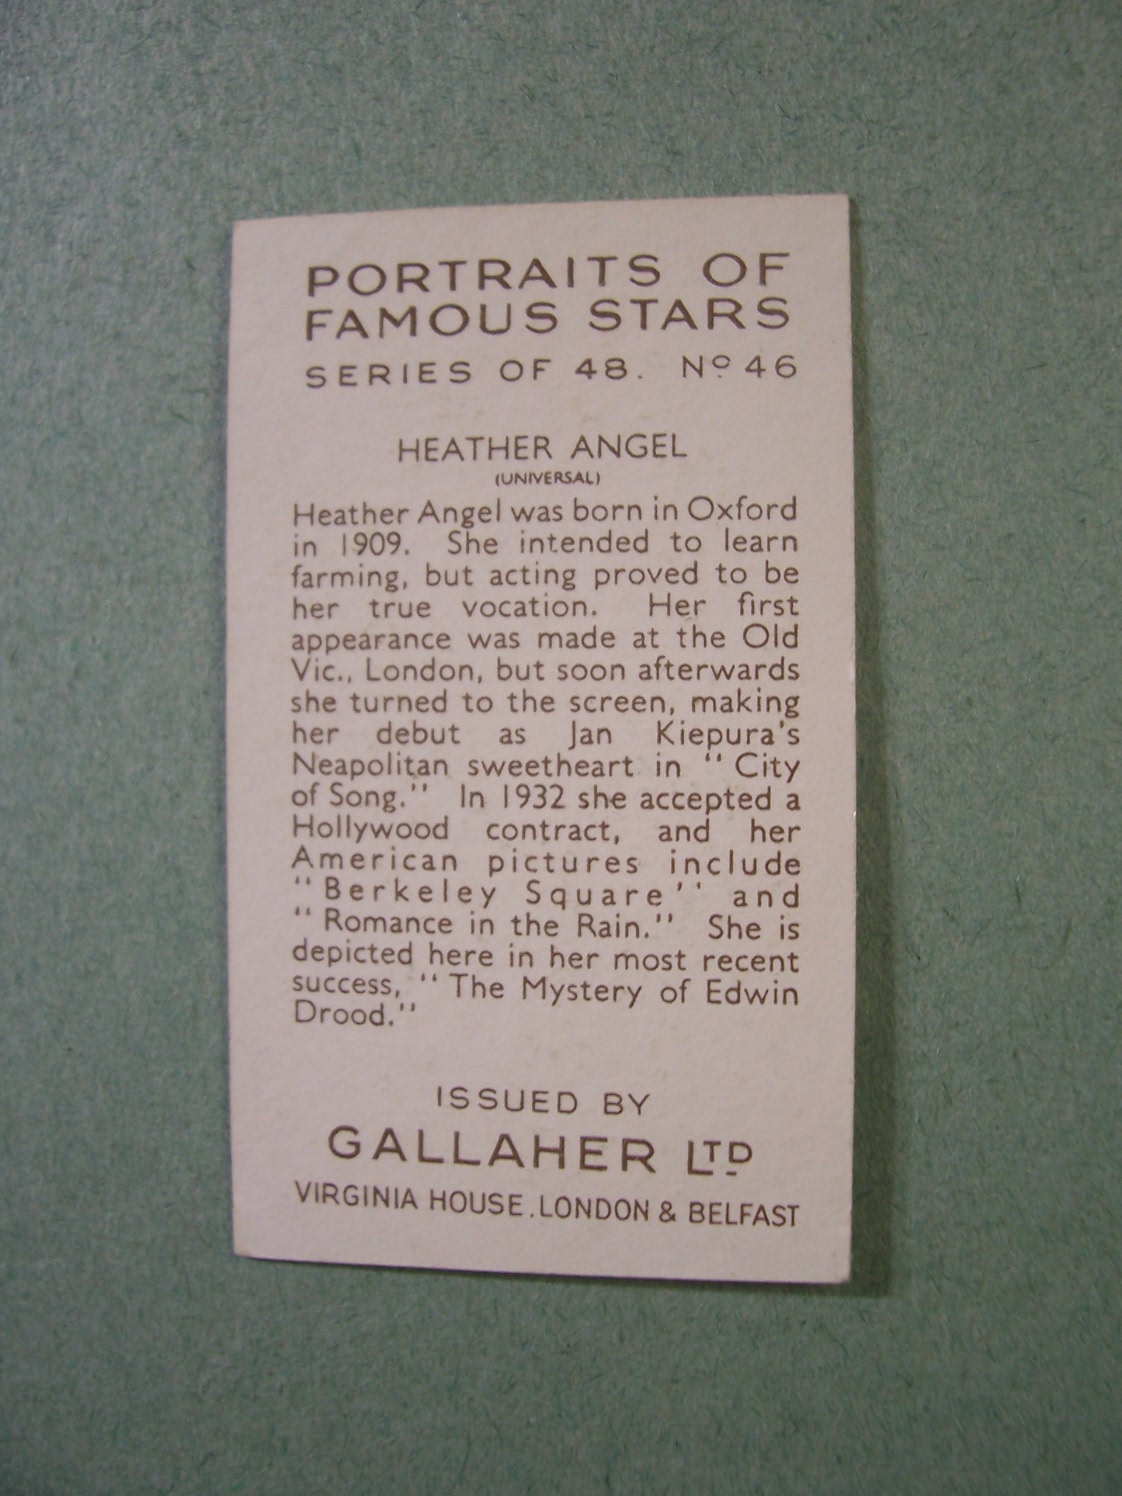 PORTRAITS OF
FAMOUS STARS
SERIES OF 48. Nº 46
HEATHER ANGEL
(UNIVERSAL)
Heather Angel was born in Oxford
in 1909. She intended to learn
farming, but acting proved to be
her true vocation. Her first
appearance was made at the Old
Vic., London, but soon afterwards
she turned to the screen, making
her debut as Jan Kiepura's
Neapolitan sweetheart in "City
of Song." In 1932 she accepted a
Hollywood contract, and her
American pictures include
"Berkeley Square" and
"Romance in the Rain." She is
depicted here in her most recent
success, "The Mystery of Edwin
Drood."
ISSUED BY
GALLAHER LTD
VIRGINIA HOUSE. LONDON & BELFAST